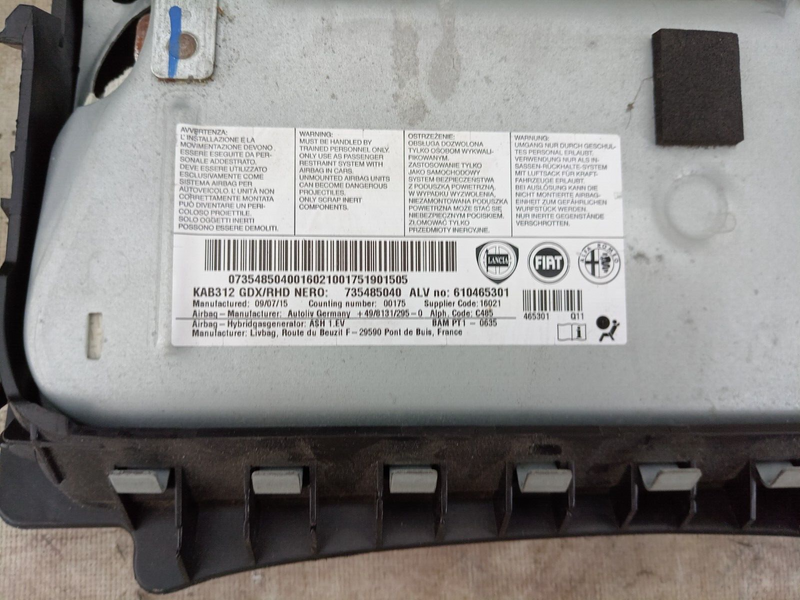 AVVERTENZA:
L'INSTALLAZIONE E LA
MOVIMENTAZIONE DEVONO
ESSERE ESEGUITE DA PER-
SONALE ADDESTRATO.
DEVE ESSERE UTILIZZATO
ESCLUSIVAMENTE COME
SISTEMA AIRBAG PER
AUTOVEICOLO. L'UNITÀ NON
CORRETTAMENTE MONTATA
PUÒ DIVENTARE UN PERI-
COLOSO PROIETTILE.
SOLO OGGETTI INERTI
POSSONO ESSERE DEMOLITI.
WARNING:
MUST BE HANDLED BY
TRAINED PERSONNEL ONLY.
ONLY USE AS PASSENGER
RESTRAINT SYSTEM WITH
AIRBAG IN CARS.
UNMOUNTED AIRBAG UNITS
CAN BECOME DANGEROUS
PROJECTILES.
ONLY SCRAP INERT
COMPONENTS.
OSTRZEŻENIE:
OBSŁUGA DOZWOLONA
TYLKO OSOBOM WYKWALI-
FIKOWANYM.
ZASTOSOWANIE TYLKO
JAKO SAMOCHODOWY
SYSTEM BEZPIECZEŃSTWA
Z PODUSZKĄ POWIETRZNĄ.
W WYPADKU WYZWOLENIA,
NIEZAMONTOWANA PODUSZKA
POWIETRZNA MOŻE STAĆ SIĘ
NIEBEZPIECZNYM POCISKIEM.
ZŁOMOWAĆ TYLKO
PRZEDMIOTY INERCYJNE.
WARNUNG:
UMGANG NUR DURCH GESCHUL-
TES PERSONAL ERLAUBT.
VERWENDUNG NUR ALS IN-
SASSEN-RÜCKHALTE-SYSTEM
MIT LUFTSACK FÜR KRAFT-
FAHRZEUGE ERLAUBT.
BEI AUSLÖSUNG KANN DIE
NICHT MONTIERTE AIRBAG-
EINHEIT ZUM GEFÄHRLICHEN
WURFSTÜCK WERDEN.
NUR INERTE GEGENSTÄNDE
VERSCHROTTEN.
LANCIA
FIAT
ALFA ROMEO
0735485040016021001751901505
KAB312 GDX/RHD NERO: 735485040 ALV no: 610465301
Manufactured: 09/07/15 Counting number: 00175 Supplier Code: 16021
Airbag - Manufacturer: Autoliv Germany +49/8131/295-0 Alph. Code: C485
Airbag - Hybridgasgenerator: ASH 1.EV BAM PT1 - 0635
Manufacturer: Livbag, Route du Beuzit F-29590 Pont de Buis, France
465301 Q11
i